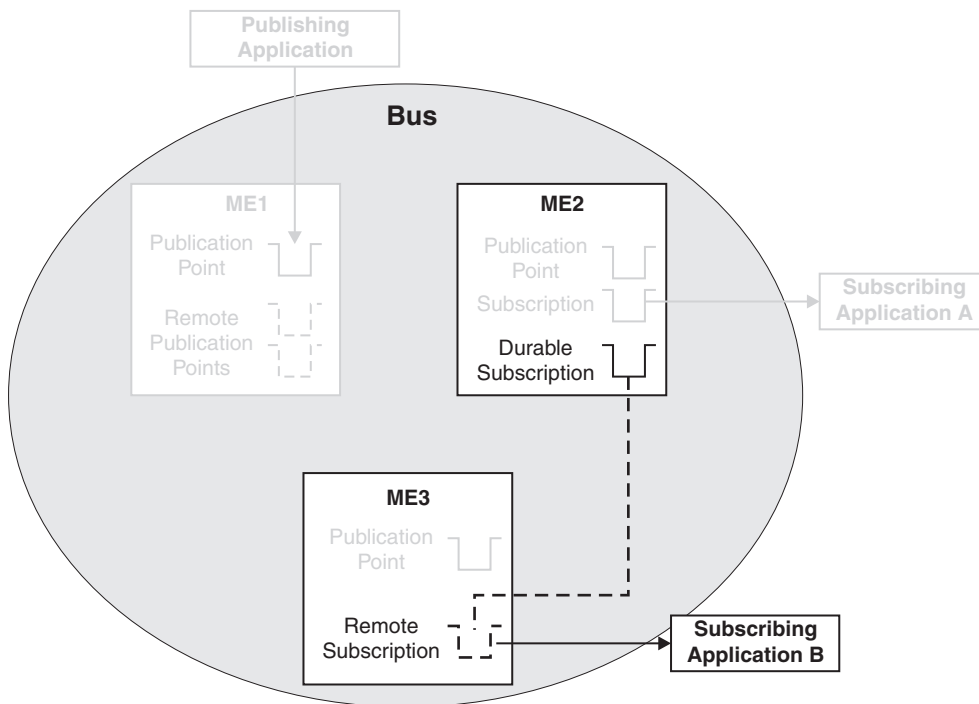 Publishing
Application
Bus
ME1
Publication
Point
Remote
Publication
Points
ME2
Publication
Point
Subscription
Durable
Subscription
Subscribing
Application A
ME3
Publication
Point
Remote
Subscription
Subscribing
Application B